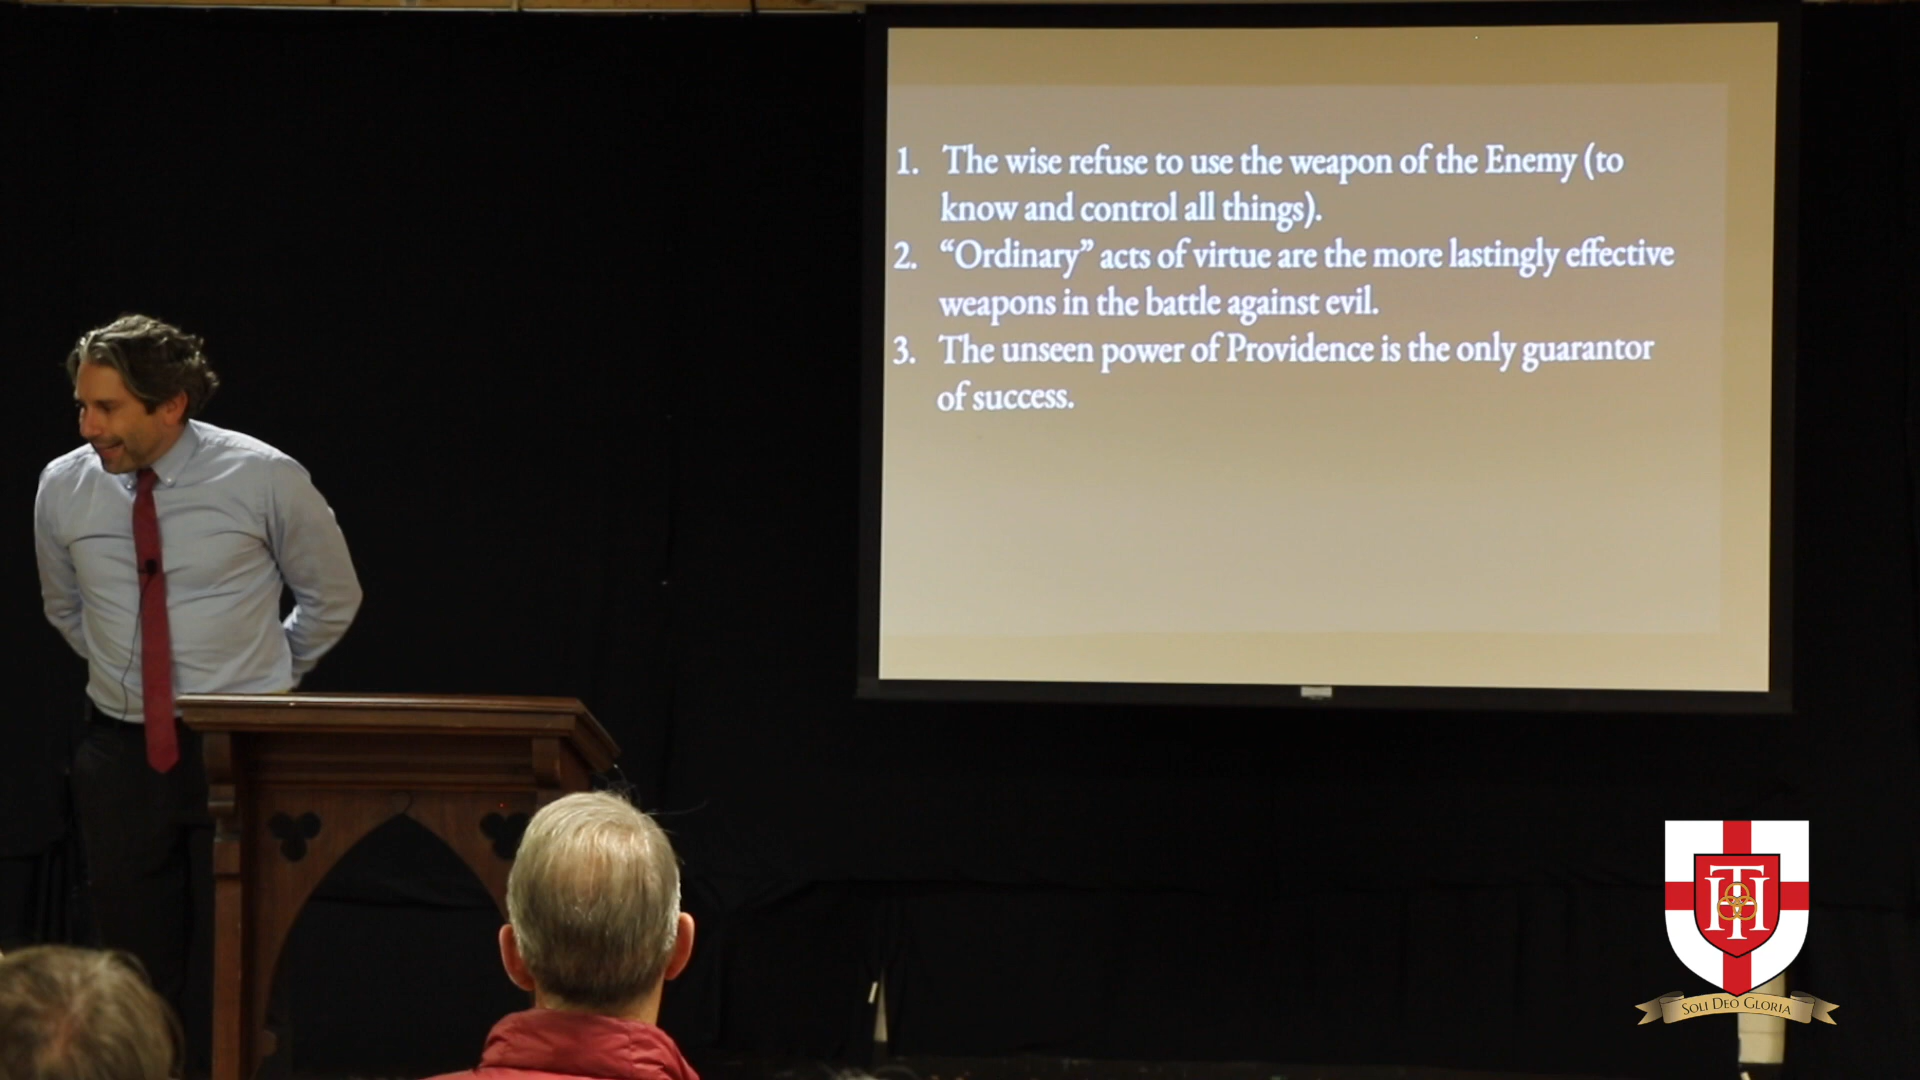 1. The wise refuse to use the weapon of the Enemy (to
know and control all things).
2. “Ordinary” acts of virtue are the more lastingly effective
weapons in the battle against evil.
3. The unseen power of Providence is the only guarantor
of success.
TH
SOLI DEO GLORIA